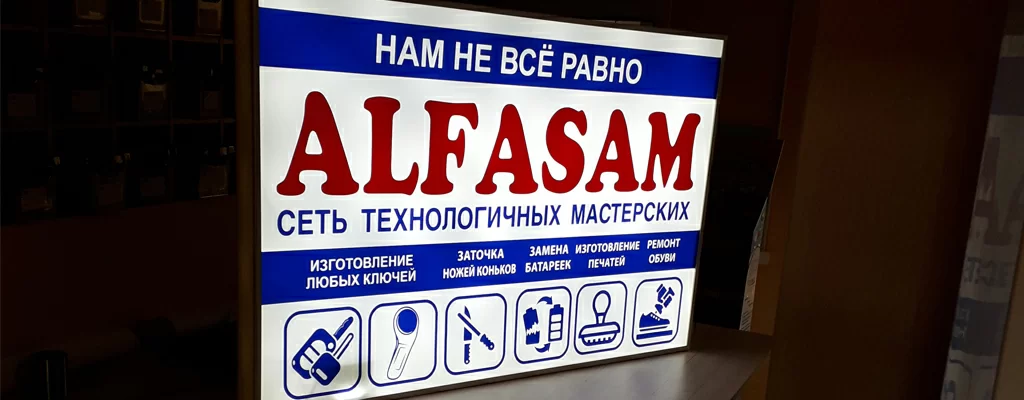 НАМ НЕ ВСЁ РАВНО
ALFASAM
СЕТЬ ТЕХНОЛОГИЧНЫХ МАСТЕРСКИХ
ИЗГОТОВЛЕНИЕ
ЛЮБЫХ КЛЮЧЕЙ
ЗАТОЧКА
НОЖЕЙ КОНЬКОВ
ЗАМЕНА
БАТАРЕЕК
ИЗГОТОВЛЕНИЕ
ПЕЧАТЕЙ
РЕМОНТ
ОБУВИ